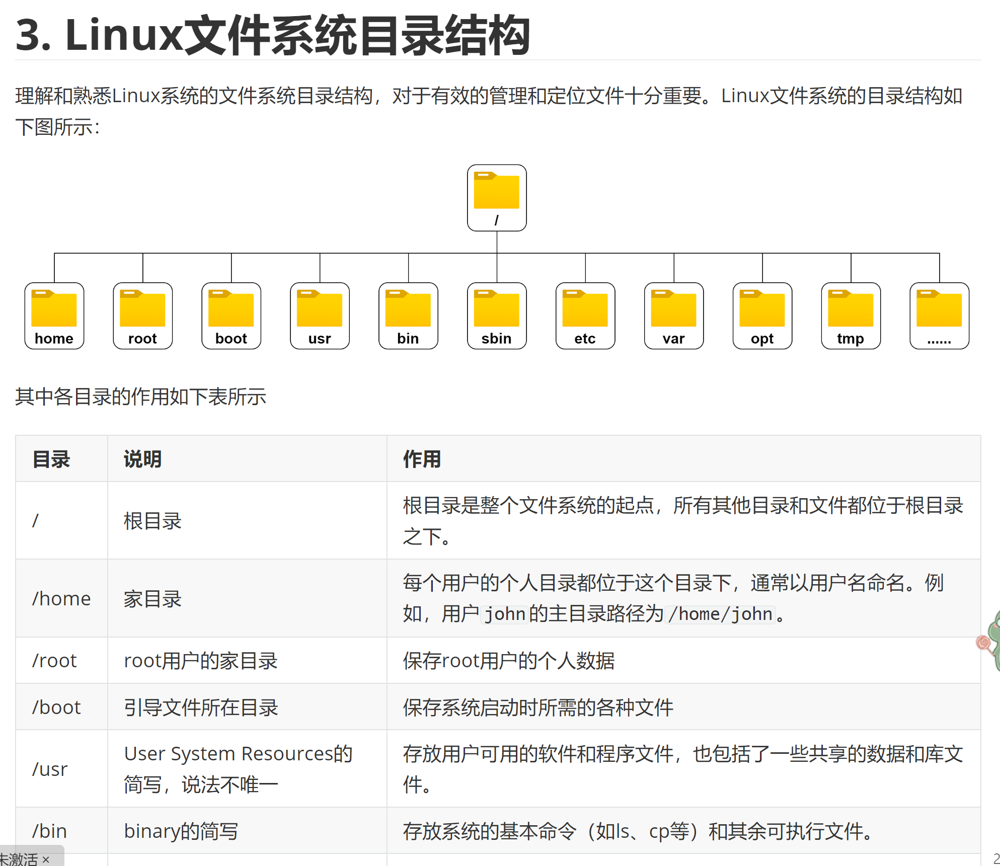 3. Linux文件系统目录结构
理解和熟悉Linux系统的文件系统目录结构，对于有效的管理和定位文件十分重要。Linux文件系统的目录结构如
下图所示：
/
home root boot usr bin sbin etc var opt tmp ......
其中各目录的作用如下表所示
目录 说明 作用
/ 根目录 根目录是整个文件系统的起点，所有其他目录和文件都位于根目录
之下。
/home 家目录 每个用户的个人目录都位于这个目录下，通常以用户名命名。例
如，用户john的主目录路径为/home/john。
/root root用户的家目录 保存root用户的个人数据
/boot 引导文件所在目录 保存系统启动时所需的各种文件
/usr User System Resources的
简写，说法不唯一
存放用户可用的软件和程序文件，也包括了一些共享的数据和库文
件。
/bin binary的简写 存放系统的基本命令（如ls、cp等）和其余可执行文件。
未激活 ×
2